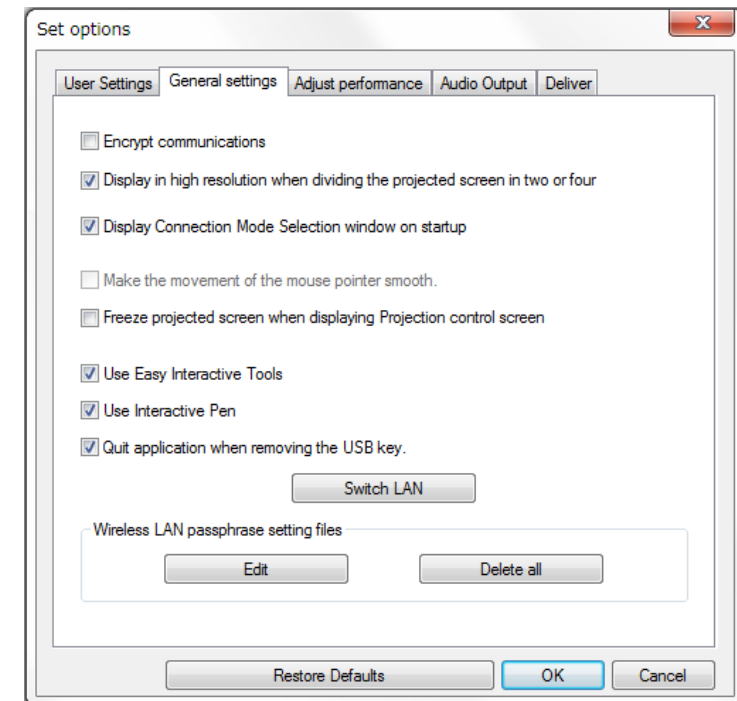 Set options
User Settings General settings Adjust performance Audio Output Deliver
Encrypt communications
Display in high resolution when dividing the projected screen in two or four
Display Connection Mode Selection window on startup
Make the movement of the mouse pointer smooth.
Freeze projected screen when displaying Projection control screen
Use Easy Interactive Tools
Use Interactive Pen
Quit application when removing the USB key.
Switch LAN
Wireless LAN passphrase setting files
Edit Delete all
Restore Defaults OK Cancel